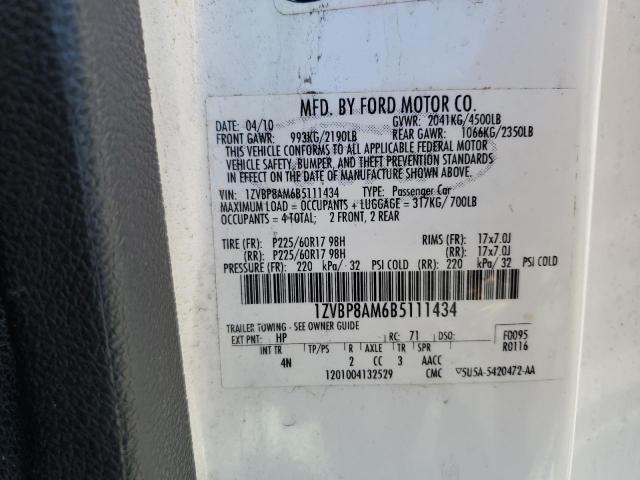 MFD. BY FORD MOTOR CO.
DATE: 04/10 GVWR: 2041KG/4500LB
FRONT GAWR: 993KG/2190LB REAR GAWR: 1066KG/2350LB
THIS VEHICLE CONFORMS TO ALL APPLICABLE FEDERAL MOTOR
VEHICLE SAFETY, BUMPER, AND THEFT PREVENTION STANDARDS
IN EFFECT ON THE DATE OF MANUFACTURE SHOWN ABOVE.
VIN: 1ZVBP8AM6B5111434 TYPE: Passenger Car
MAXIMUM LOAD = OCCUPANTS + LUGGAGE = 317KG/700LB
OCCUPANTS = 4 TOTAL; 2 FRONT, 2 REAR
TIRE (FR): P225/60R17 98H RIMS (FR): 17x7.0J
(RR): P225/60R17 98H (RR): 17x7.0J
PRESSURE (FR): 220 kPa/ 32 PSI COLD (RR): 220 kPa/ 32 PSI COLD
1ZVBP8AM6B5111434
TRAILER TOWING - SEE OWNER GUIDE
EXT PNT: HP RC: 71 DSO: F0095
INT TR TP/PS R AXLE TR SPR R0116
4N 2 CC 3 AACC
1201004132529 CMC 5U5A-5420472-AA